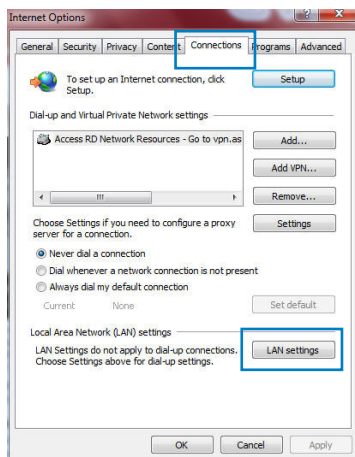 Internet Options
General Security Privacy Content Connections Programs Advanced
To set up an Internet connection, click
Setup.
Setup
Dial-up and Virtual Private Network settings
Access RD Network Resources - Go to vpn.as
Add...
Add VPN...
Remove...
Choose Settings if you need to configure a proxy
server for a connection.
Settings
Never dial a connection
Dial whenever a network connection is not present
Always dial my default connection
Current None
Set default
Local Area Network (LAN) settings
LAN Settings do not apply to dial-up connections.
Choose Settings above for dial-up settings.
LAN settings
OK Cancel Apply